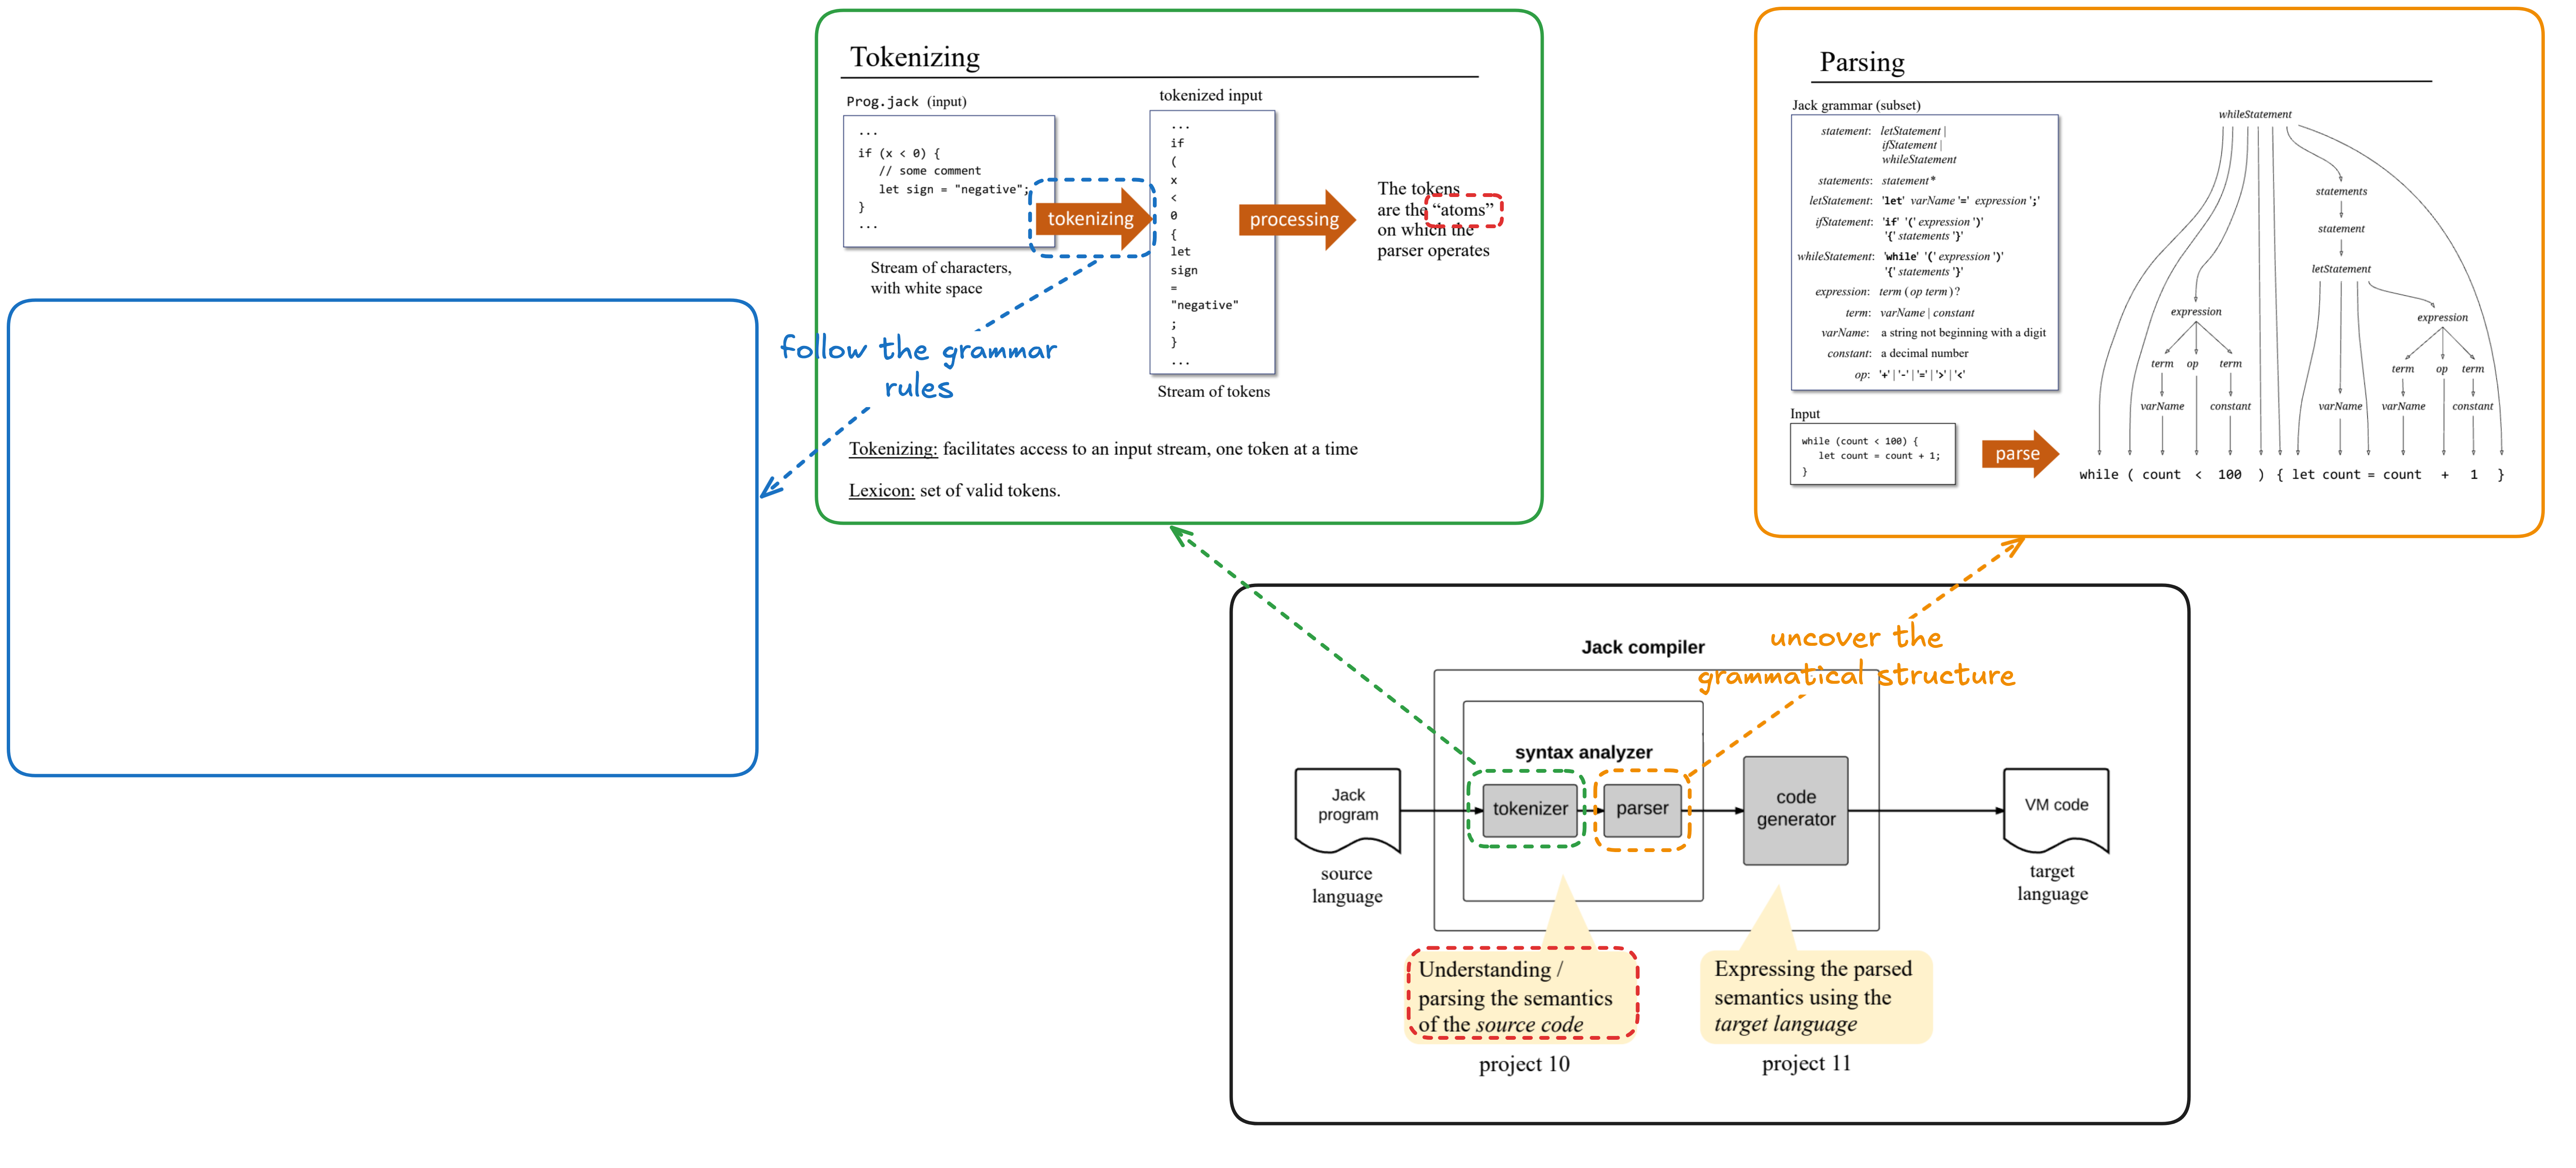 Tokenizing
Prog.jack (input)
...
if (x < 0) {
// some comment
let sign = "negative";
}
...
Stream of characters,
with white space
tokenizing
tokenized input
...
if
(
x
<
0
{
let
sign
=
"negative"
;
}
...
Stream of tokens
processing
The tokens
are the “atoms”
on which the
parser operates
follow the grammar
rules
Tokenizing: facilitates access to an input stream, one token at a time
Lexicon: set of valid tokens.
Parsing
Jack grammar (subset)
statement: letStatement |
ifStatement |
whileStatement
statements: statement*
letStatement: 'let' varName '=' expression ';'
ifStatement: 'if' '(' expression ')'
'{' statements '}'
whileStatement: 'while' '(' expression ')'
'{' statements '}'
expression: term (op term)?
term: varName | constant
varName: a string not beginning with a digit
constant: a decimal number
op: '+' | '-' | '=' | '>' | '<'
Input
while (count < 100) {
let count = count + 1;
}
parse
whileStatement
statements
statement
letStatement
expression
expression
term op term
term op term
varName constant
varName varName constant
while ( count < 100 ) { let count = count + 1 }
uncover the
grammatical structure
Jack compiler
syntax analyzer
Jack
program
tokenizer
parser
code
generator
VM code
source
language
target
language
Understanding /
parsing the semantics
of the source code
project 10
Expressing the parsed
semantics using the
target language
project 11